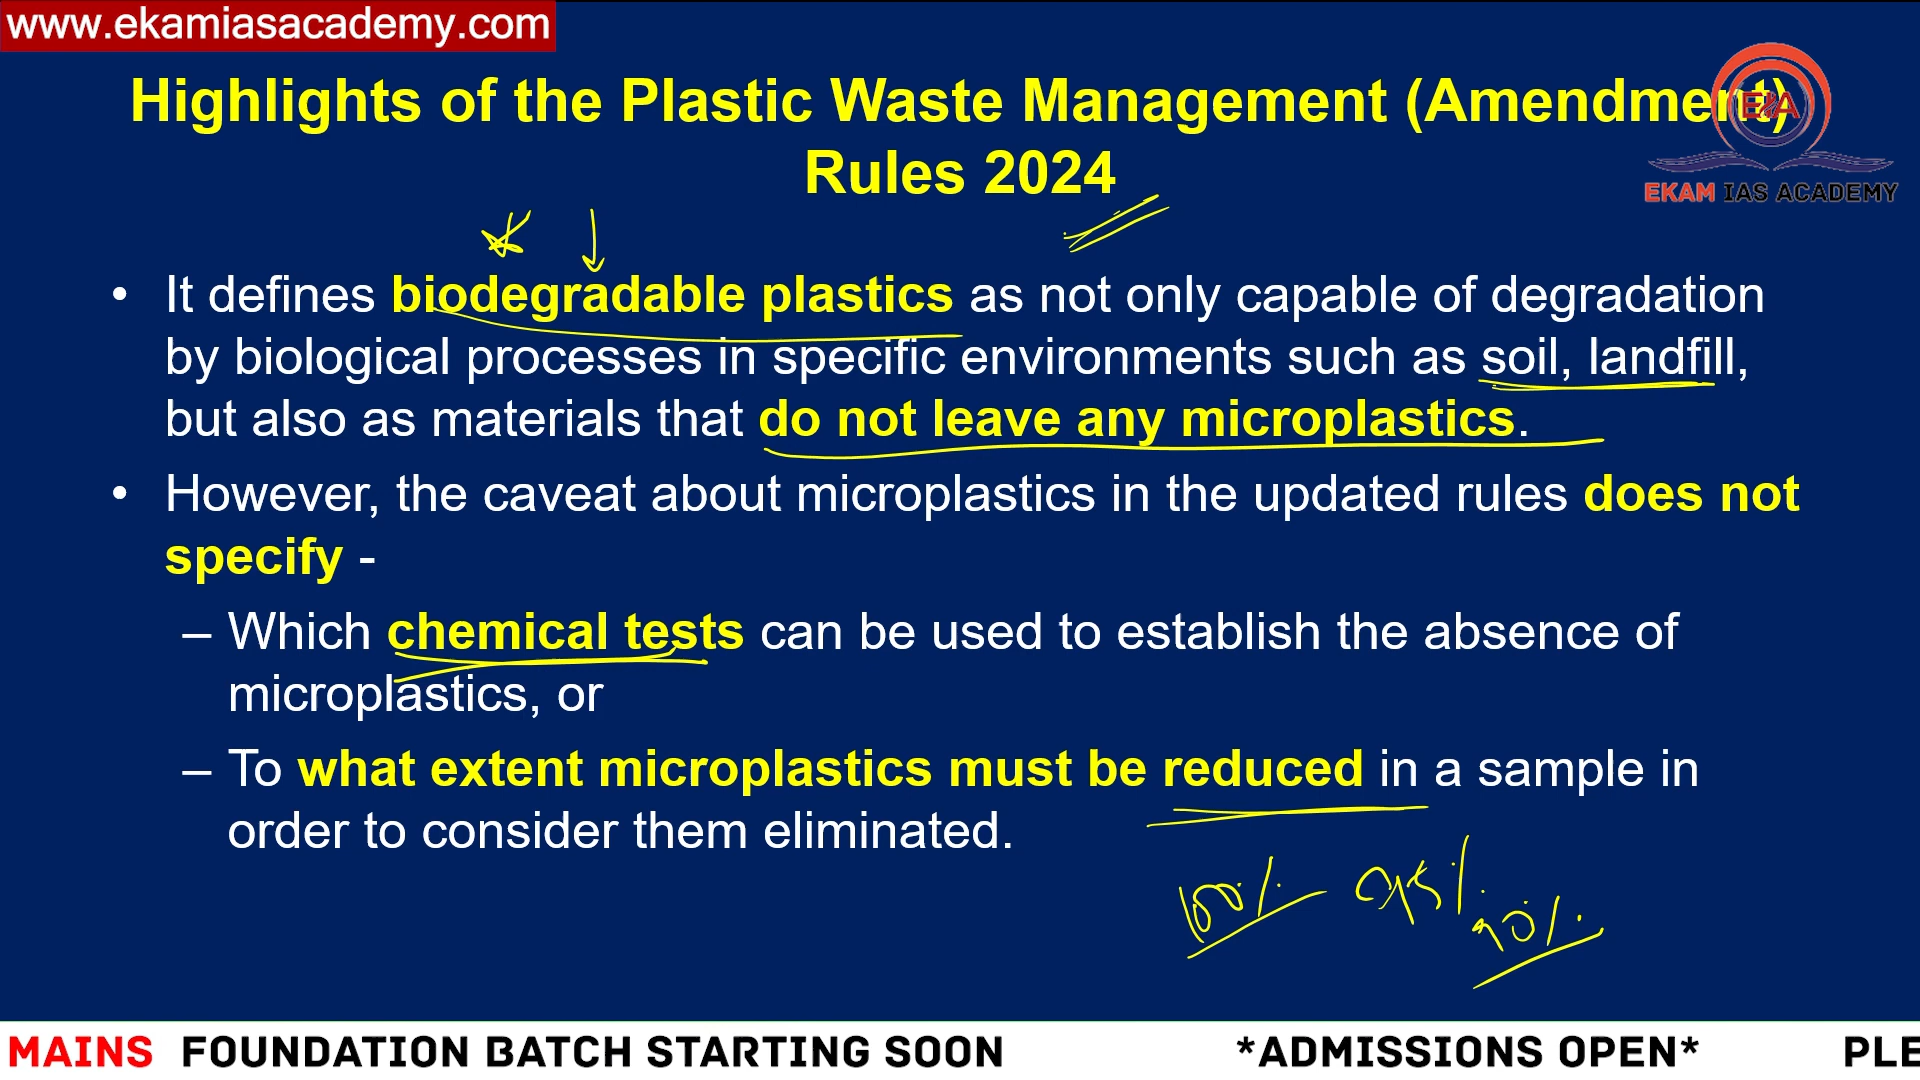 www.ekamiasacademy.com
Highlights of the Plastic Waste Management (Amendment)
Rules 2024
EKAM IAS ACADEMY
• It defines biodegradable plastics as not only capable of degradation
by biological processes in specific environments such as soil, landfill,
but also as materials that do not leave any microplastics.
• However, the caveat about microplastics in the updated rules does not
specify -
– Which chemical tests can be used to establish the absence of
microplastics, or
– To what extent microplastics must be reduced in a sample in
order to consider them eliminated.
100% 95%
90%
MAINS FOUNDATION BATCH STARTING SOON *ADMISSIONS OPEN* PLE